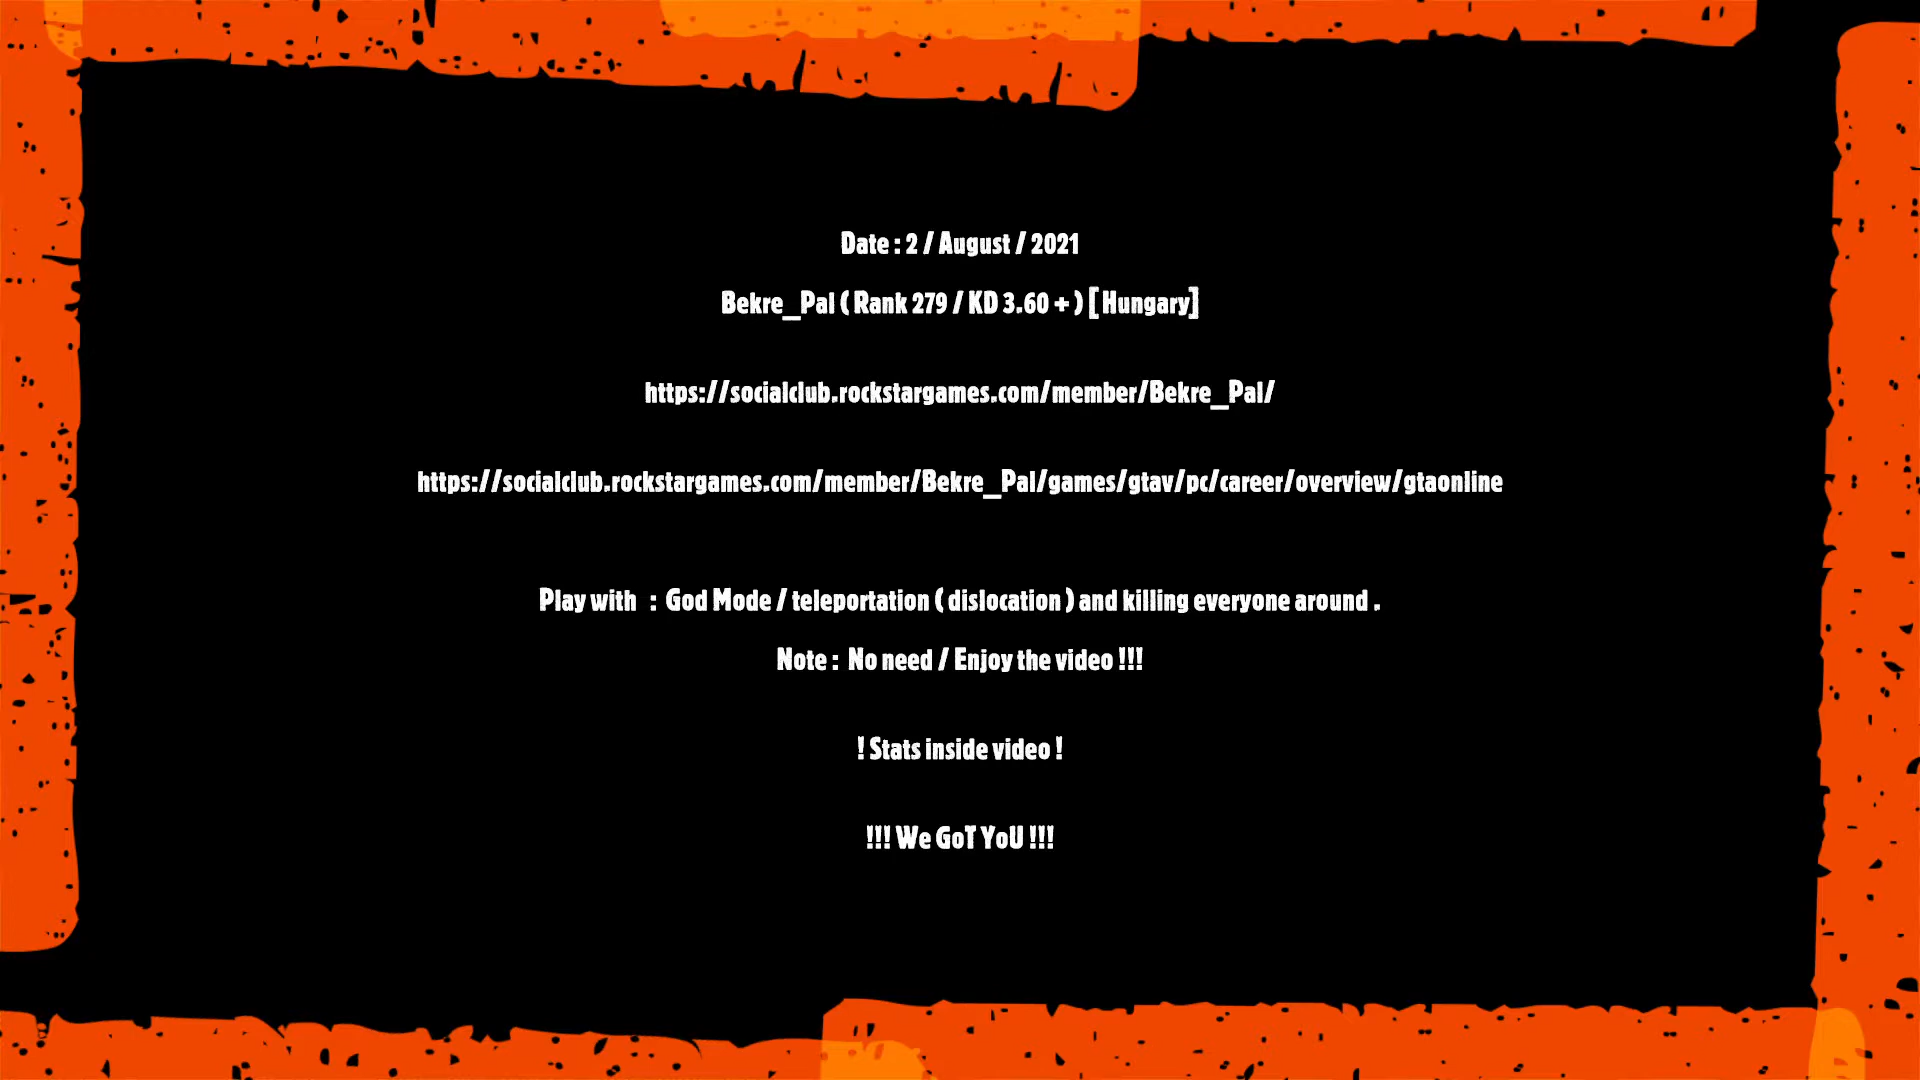 Date : 2 / August / 2021
Bekre_Pal ( Rank 279 / KD 3.60 + ) [ Hungary]
https://socialclub.rockstargames.com/member/Bekre_Pal/
https://socialclub.rockstargames.com/member/Bekre_Pal/games/gtav/pc/career/overview/gtaonline
Play with : God Mode / teleportation ( dislocation ) and killing everyone around .
Note : No need / Enjoy the video !!!
! Stats inside video !
!!! We GoT YoU !!!